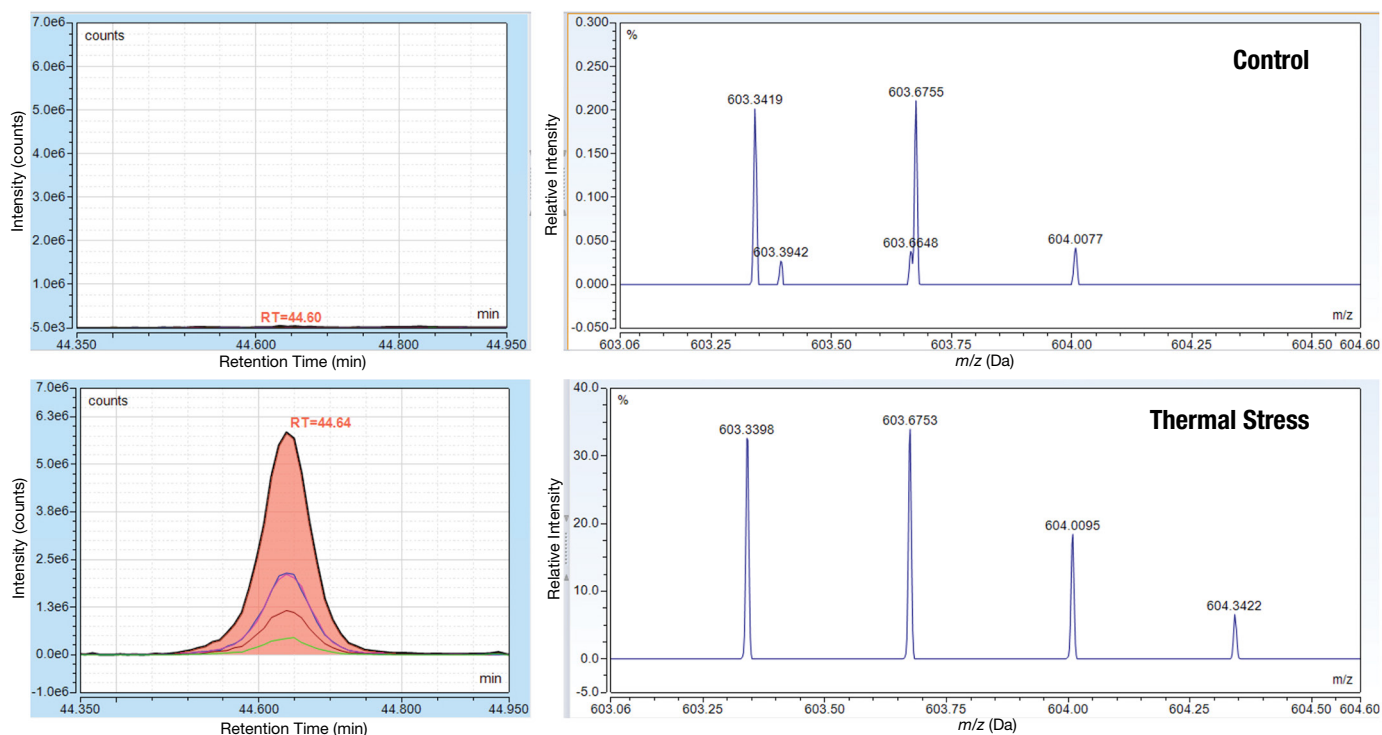 7.0e6
6.0e6
5.0e6
4.0e6
3.0e6
2.0e6
1.0e6
-5.0e3
Intensity (counts)
counts
RT=44.60
min
44.350
44.600
44.800
44.950
Retention Time (min)
0.300
0.250
0.200
0.150
0.100
0.050
0.000
-0.050
Relative Intensity
%
Control
603.3419
603.6755
603.3942
603.6648
604.0077
m/z
603.06
603.25
603.50
603.75
604.00
604.25
604.50
604.60
m/z (Da)
7.0e6
6.3e6
5.0e6
3.8e6
2.5e6
1.3e6
0.0e0
-1.0e6
Intensity (counts)
counts
RT=44.64
min
44.350
44.600
44.800
44.950
Retention Time (min)
40.0
30.0
20.0
10.0
0.0
-5.0
Relative Intensity
%
Thermal Stress
603.3398
603.6753
604.0095
604.3422
m/z
603.06
603.25
603.50
603.75
604.00
604.25
604.50
604.60
m/z (Da)